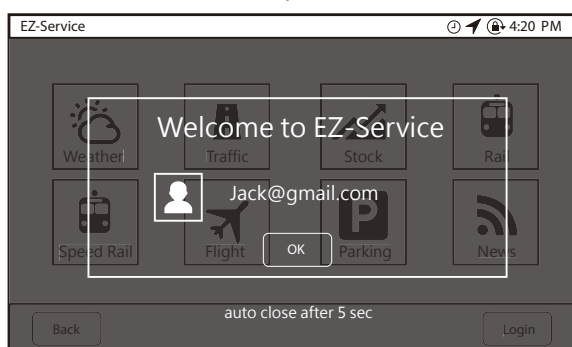 EZ-Service 4:20 PM
Welcome to EZ-Service
Weather Traffic Stock Rail
Jack@gmail.com
P
Speed Rail Flight OK Parking News
auto close after 5 sec
Back Login